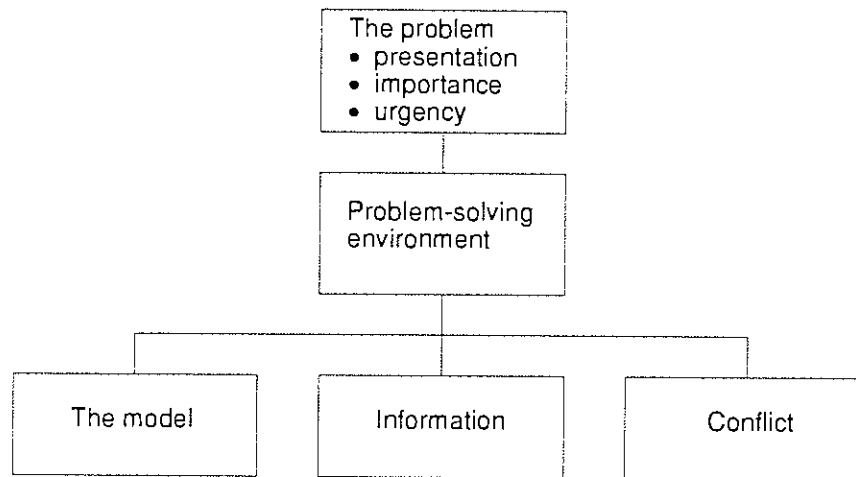 The problem
• presentation
• importance
• urgency
Problem-solving
environment
The model
Information
Conflict